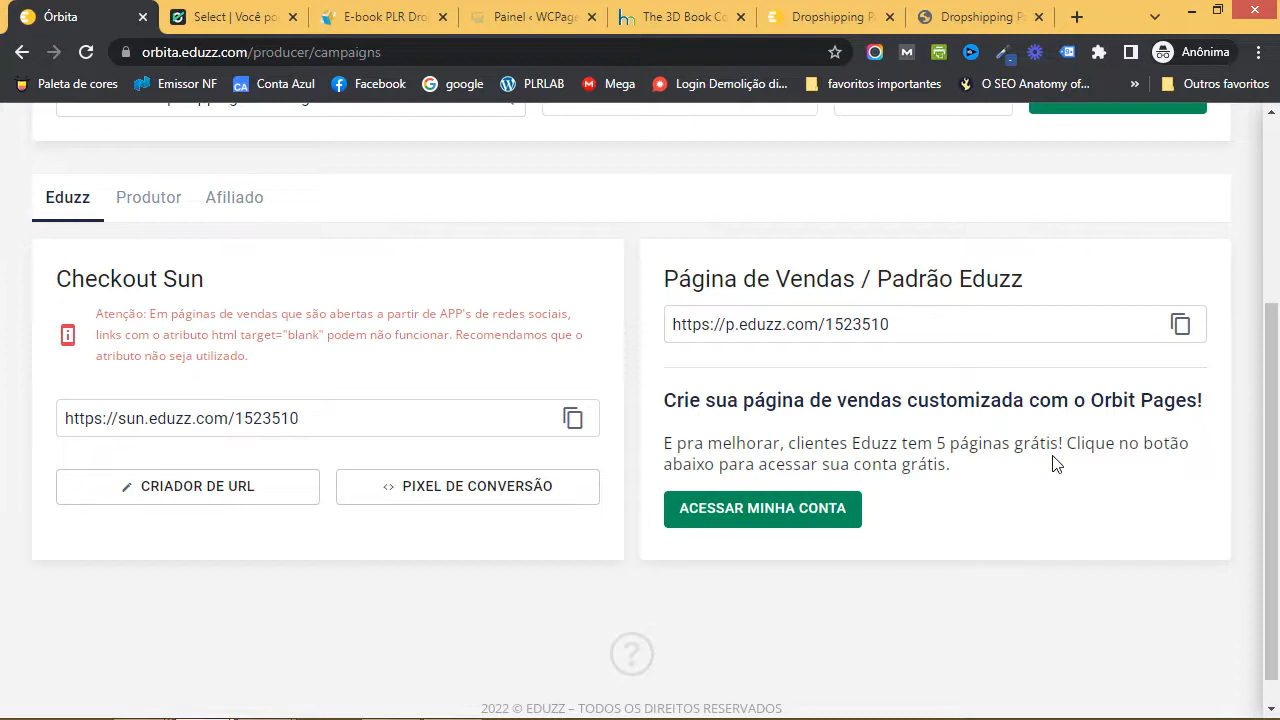 Órbita
Select | Você po
E-book PLR Dro
Painel ‹ WCPage
The 3D Book Co
Dropshipping P
Dropshipping Pa
orbita.eduzz.com/producer/campaigns
Anônima
Paleta de cores
Emissor NF
Conta Azul
Facebook
google
PLRLAB
Mega
Login Demolição di...
favoritos importantes
O SEO Anatomy of...
»
Outros favoritos
Eduzz
Produtor
Afiliado
Checkout Sun
Atenção: Em páginas de vendas que são abertas a partir de APP's de redes sociais,
links com o atributo html target="blank" podem não funcionar. Recomendamos que o
atributo não seja utilizado.
https://sun.eduzz.com/1523510
CRIADOR DE URL
PIXEL DE CONVERSÃO
Página de Vendas / Padrão Eduzz
https://p.eduzz.com/1523510
Crie sua página de vendas customizada com o Orbit Pages!
E pra melhorar, clientes Eduzz tem 5 páginas grátis! Clique no botão
abaixo para acessar sua conta grátis.
ACESSAR MINHA CONTA
2022 © EDUZZ – TODOS OS DIREITOS RESERVADOS